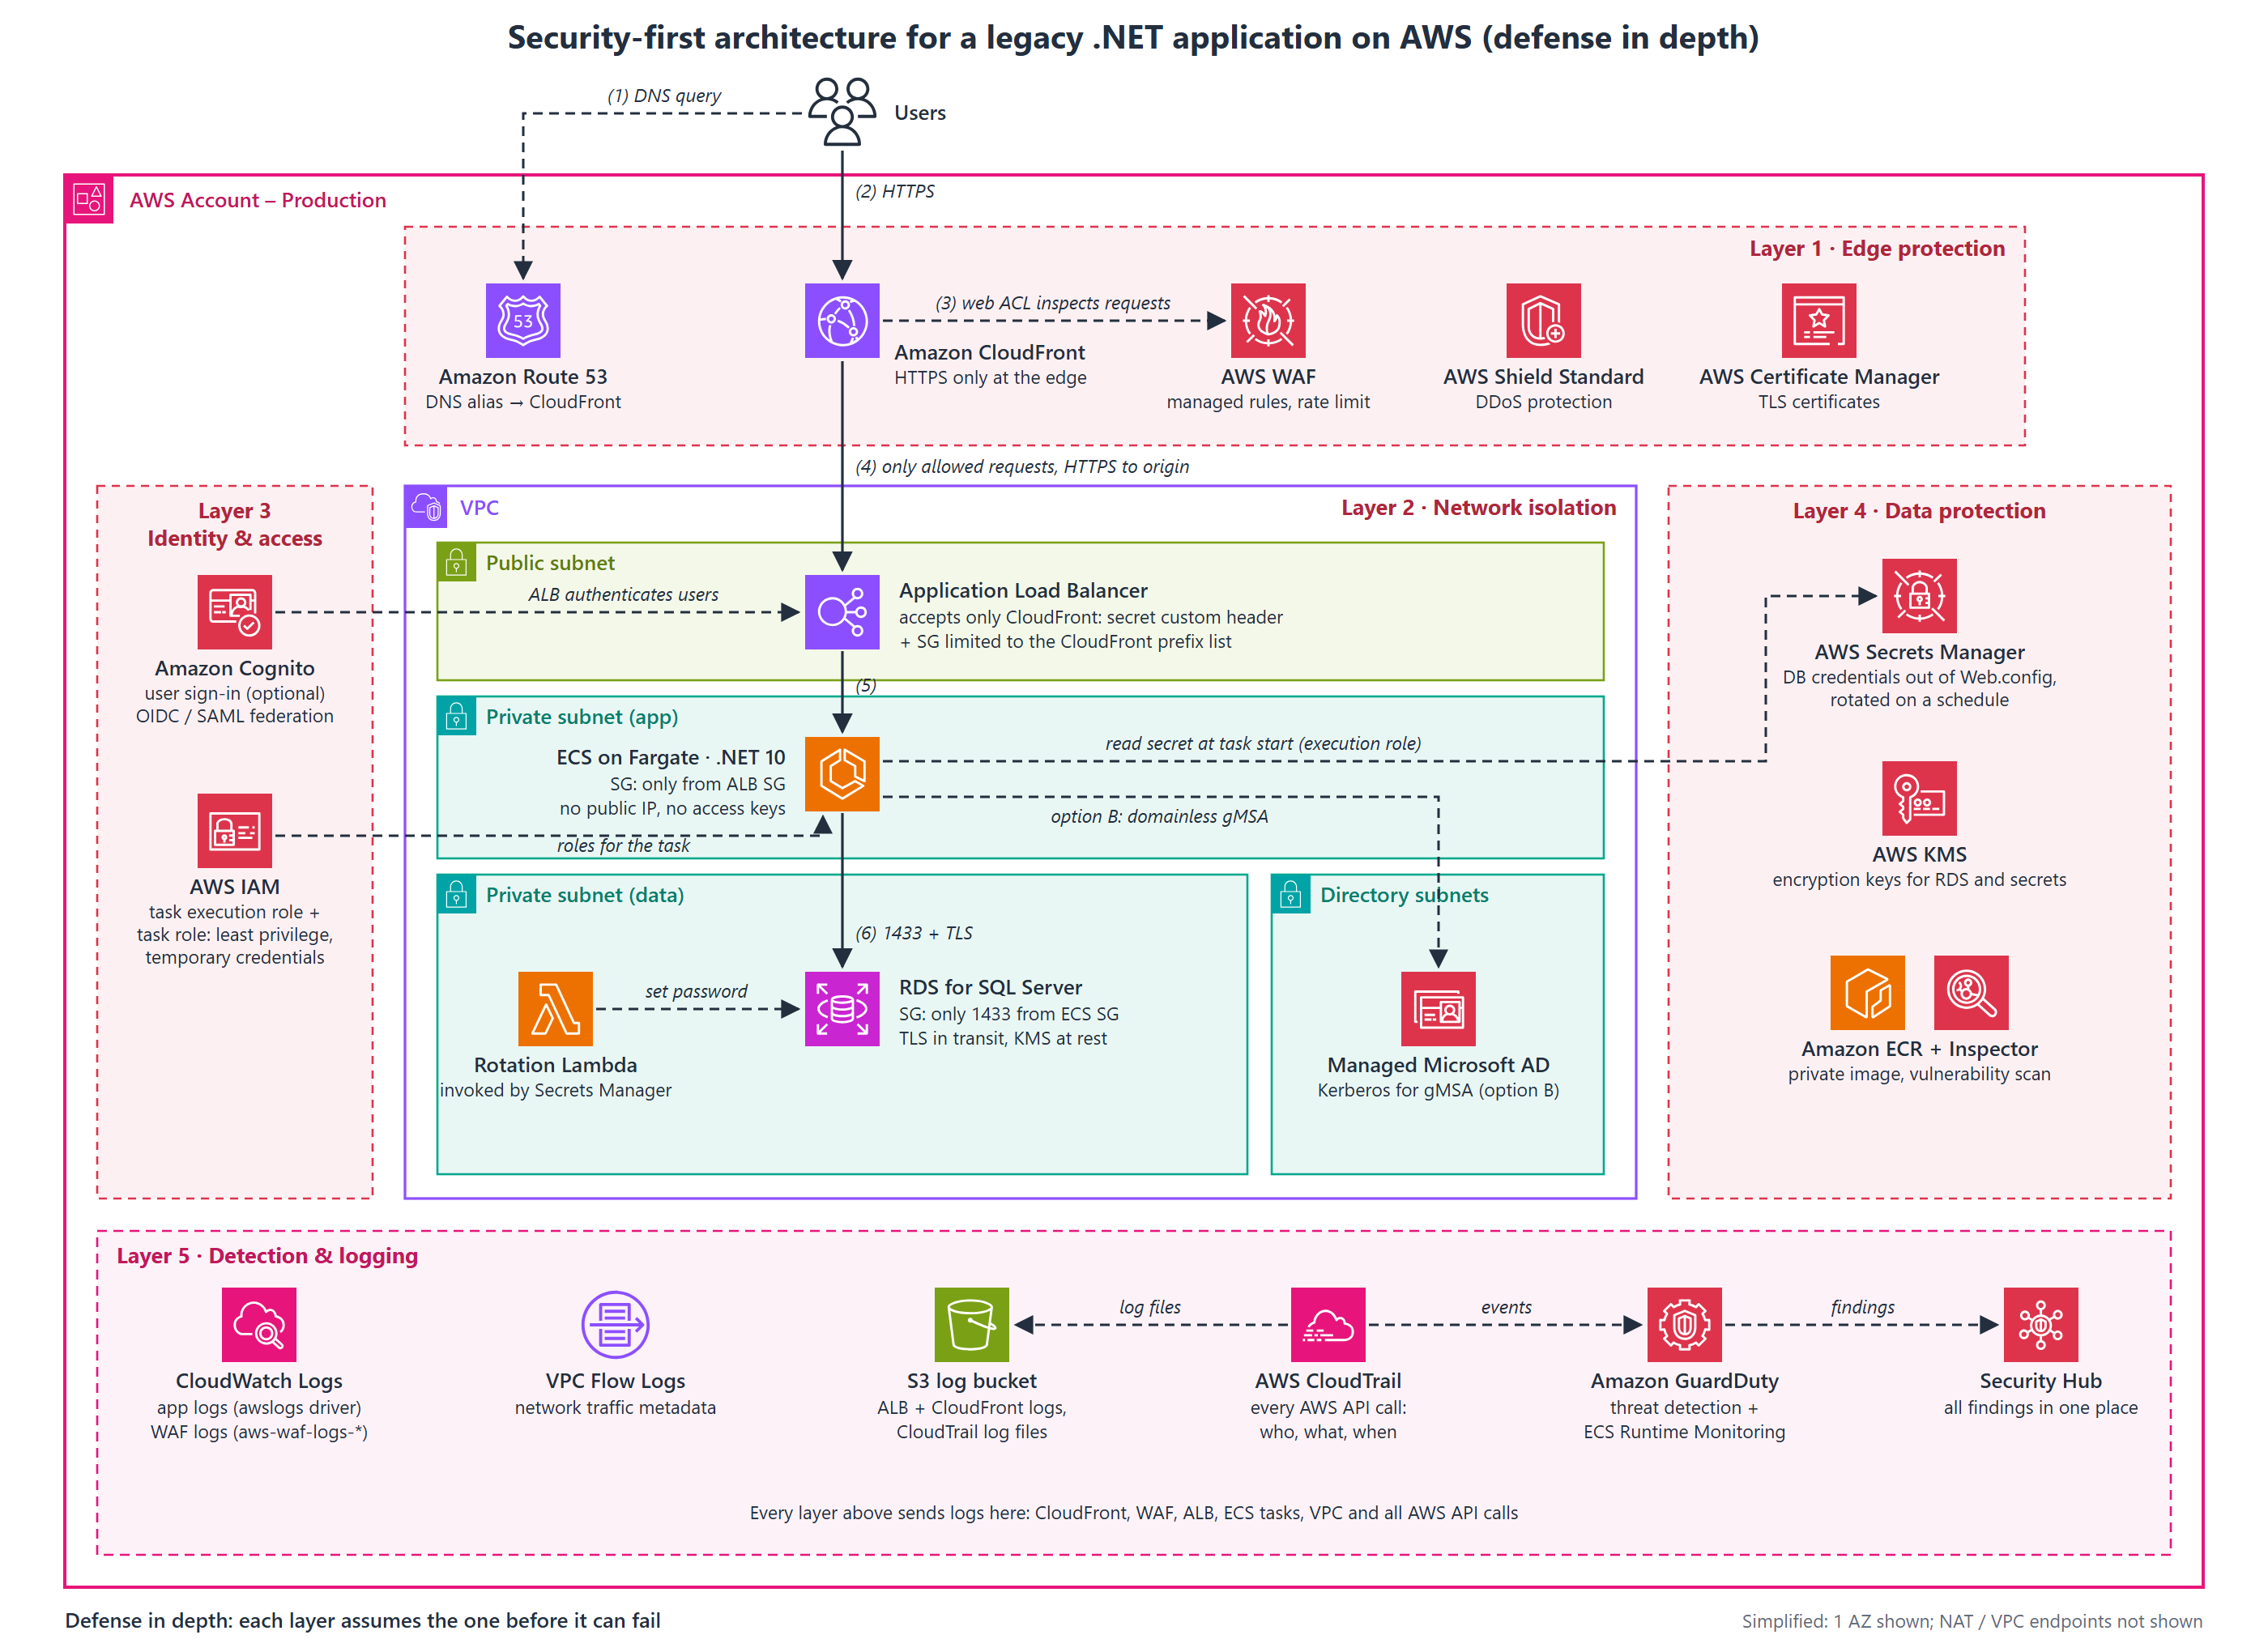 Security-first architecture for a legacy .NET application on AWS (defense in depth)
(1) DNS query
Users
(2) HTTPS
AWS Account – Production
Layer 1 · Edge protection
53
(3) web ACL inspects requests
Amazon Route 53
DNS alias → CloudFront
Amazon CloudFront
HTTPS only at the edge
AWS WAF
managed rules, rate limit
AWS Shield Standard
DDoS protection
AWS Certificate Manager
TLS certificates
(4) only allowed requests, HTTPS to origin
Layer 3
Identity & access
Amazon Cognito
user sign-in (optional)
OIDC / SAML federation
AWS IAM
task execution role +
task role: least privilege,
temporary credentials
VPC
Layer 2 · Network isolation
Public subnet
ALB authenticates users
Application Load Balancer
accepts only CloudFront: secret custom header
+ SG limited to the CloudFront prefix list
(5)
Private subnet (app)
ECS on Fargate · .NET 10
SG: only from ALB SG
no public IP, no access keys
roles for the task
read secret at task start (execution role)
option B: domainless gMSA
Private subnet (data)
(6) 1433 + TLS
set password
Rotation Lambda
invoked by Secrets Manager
RDS for SQL Server
SG: only 1433 from ECS SG
TLS in transit, KMS at rest
Directory subnets
Managed Microsoft AD
Kerberos for gMSA (option B)
Layer 4 · Data protection
AWS Secrets Manager
DB credentials out of Web.config,
rotated on a schedule
AWS KMS
encryption keys for RDS and secrets
Amazon ECR + Inspector
private image, vulnerability scan
Layer 5 · Detection & logging
log files
events
findings
CloudWatch Logs
app logs (awslogs driver)
WAF logs (aws-waf-logs-*)
VPC Flow Logs
network traffic metadata
S3 log bucket
ALB + CloudFront logs,
CloudTrail log files
AWS CloudTrail
every AWS API call:
who, what, when
Amazon GuardDuty
threat detection +
ECS Runtime Monitoring
Security Hub
all findings in one place
Every layer above sends logs here: CloudFront, WAF, ALB, ECS tasks, VPC and all AWS API calls
Defense in depth: each layer assumes the one before it can fail
Simplified: 1 AZ shown; NAT / VPC endpoints not shown